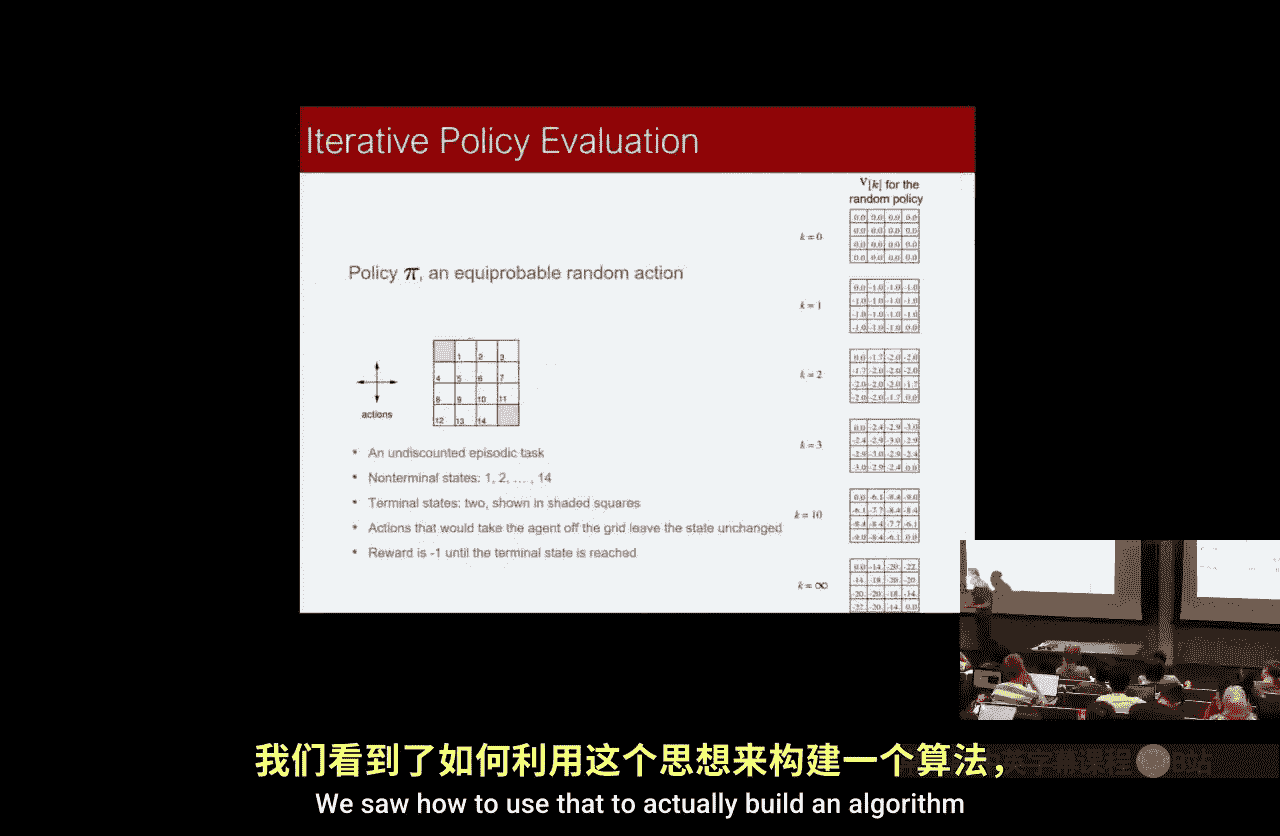 Iterative Policy Evaluation
V[k] for the
random policy
Policy π, an equiprobable random action
actions
1 2 3
4 5 6 7
8 9 10 11
12 13 14
• An undiscounted episodic task
• Nonterminal states: 1, 2, … , 14
• Terminal states: two, shown in shaded squares
• Actions that would take the agent off the grid leave the state unchanged
• Reward is -1 until the terminal state is reached
k = 0
0.0 0.0 0.0 0.0
0.0 0.0 0.0 0.0
0.0 0.0 0.0 0.0
0.0 0.0 0.0 0.0
k = 1
0.0 -1.0 -1.0 -1.0
-1.0 -1.0 -1.0 -1.0
-1.0 -1.0 -1.0 -1.0
-1.0 -1.0 -1.0 0.0
k = 2
0.0 -1.7 -2.0 -2.0
-1.7 -2.0 -2.0 -2.0
-2.0 -2.0 -2.0 -1.7
-2.0 -2.0 -1.7 0.0
k = 3
0.0 -2.4 -2.9 -3.0
-2.4 -2.9 -3.0 -2.9
-2.9 -3.0 -2.9 -2.4
-3.0 -2.9 -2.4 0.0
k = 10
0.0 -6.1 -8.4 -9.0
-6.1 -7.7 -8.4 -8.4
-8.4 -8.4 -7.7 -6.1
-9.0 -8.4 -6.1 0.0
k = ∞
0.0 -14. -20. -22.
-14. -18. -20. -20.
-20. -20. -18. -14.
-22. -20. -14. 0.0
我们看到了如何利用这个思想来构建一个算法，
We saw how to use that to actually build an algorithm